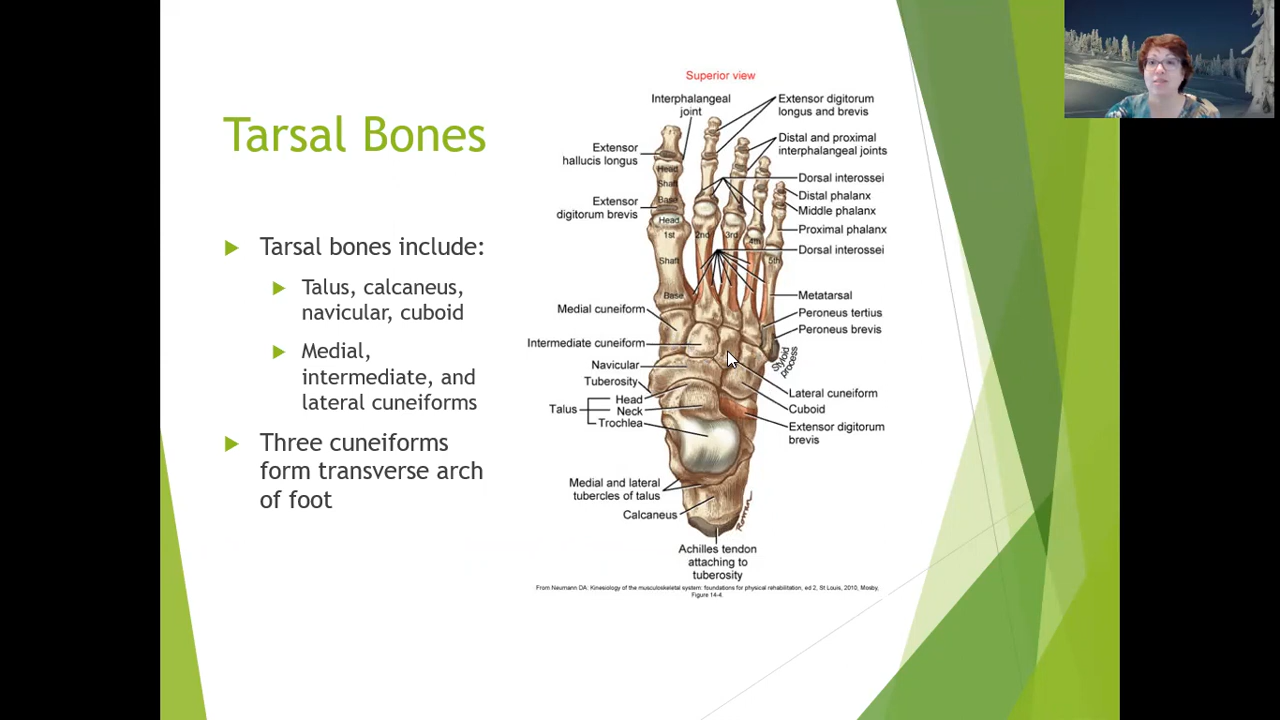 Tarsal Bones
Tarsal bones include:
Talus, calcaneus,
navicular, cuboid
Medial,
intermediate, and
lateral cuneiforms
Three cuneiforms
form transverse arch
of foot
Superior view
Interphalangeal
joint
Extensor
hallucis longus
Extensor
digitorum brevis
Medial cuneiform
Intermediate cuneiform
Navicular
Tuberosity
Talus
Head
Neck
Trochlea
Medial and lateral
tubercles of talus
Calcaneus
Head
Shaft
Base
Head
1st
2nd
3rd
4th
5th
Shaft
Base
Extensor digitorum
longus and brevis
Distal and proximal
interphalangeal joints
Dorsal interossei
Distal phalanx
Middle phalanx
Proximal phalanx
Dorsal interossei
Metatarsal
Peroneus tertius
Peroneus brevis
Styloid
process
Lateral cuneiform
Cuboid
Extensor digitorum
brevis
Achilles tendon
attaching to
tuberosity
From Neumann DA: Kinesiology of the musculoskeletal system: foundations for physical rehabilitation, ed 2, St Louis, 2010, Mosby,
Figure 14-4.